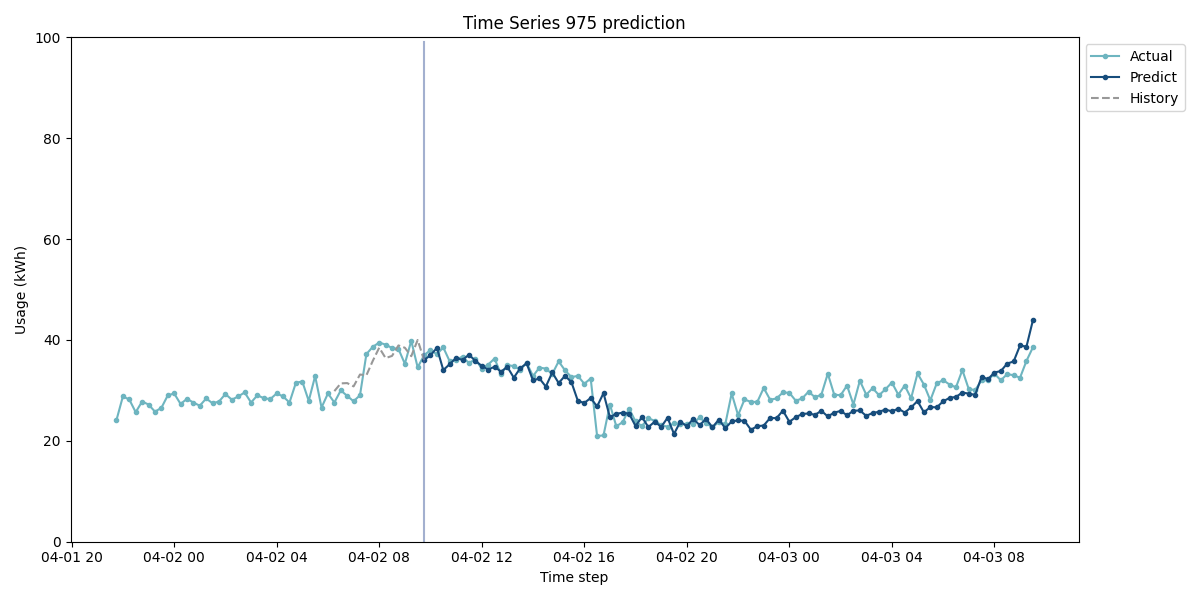 Time Series 975 prediction
100
80
60
40
20
0
Usage (kWh)
04-01 20 04-02 00 04-02 04 04-02 08 04-02 12 04-02 16 04-02 20 04-03 00 04-03 04 04-03 08
Time step
Actual
Predict
History